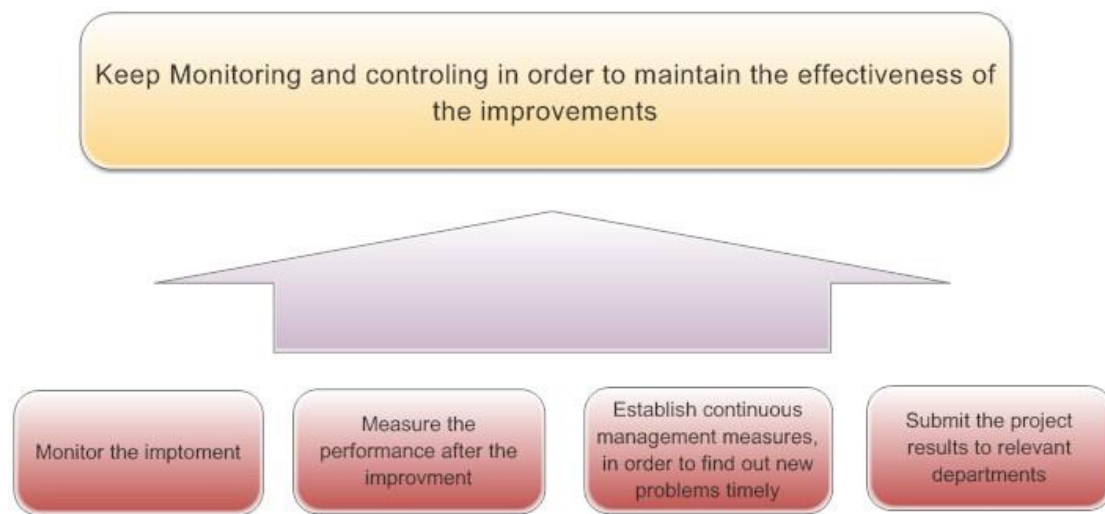 Keep Monitoring and controling in order to maintain the effectiveness of
the improvements
Monitor the imptoment
Measure the
performance after the
improvment
Establish continuous
management measures,
in order to find out new
problems timely
Submit the project
results to relevant
departments